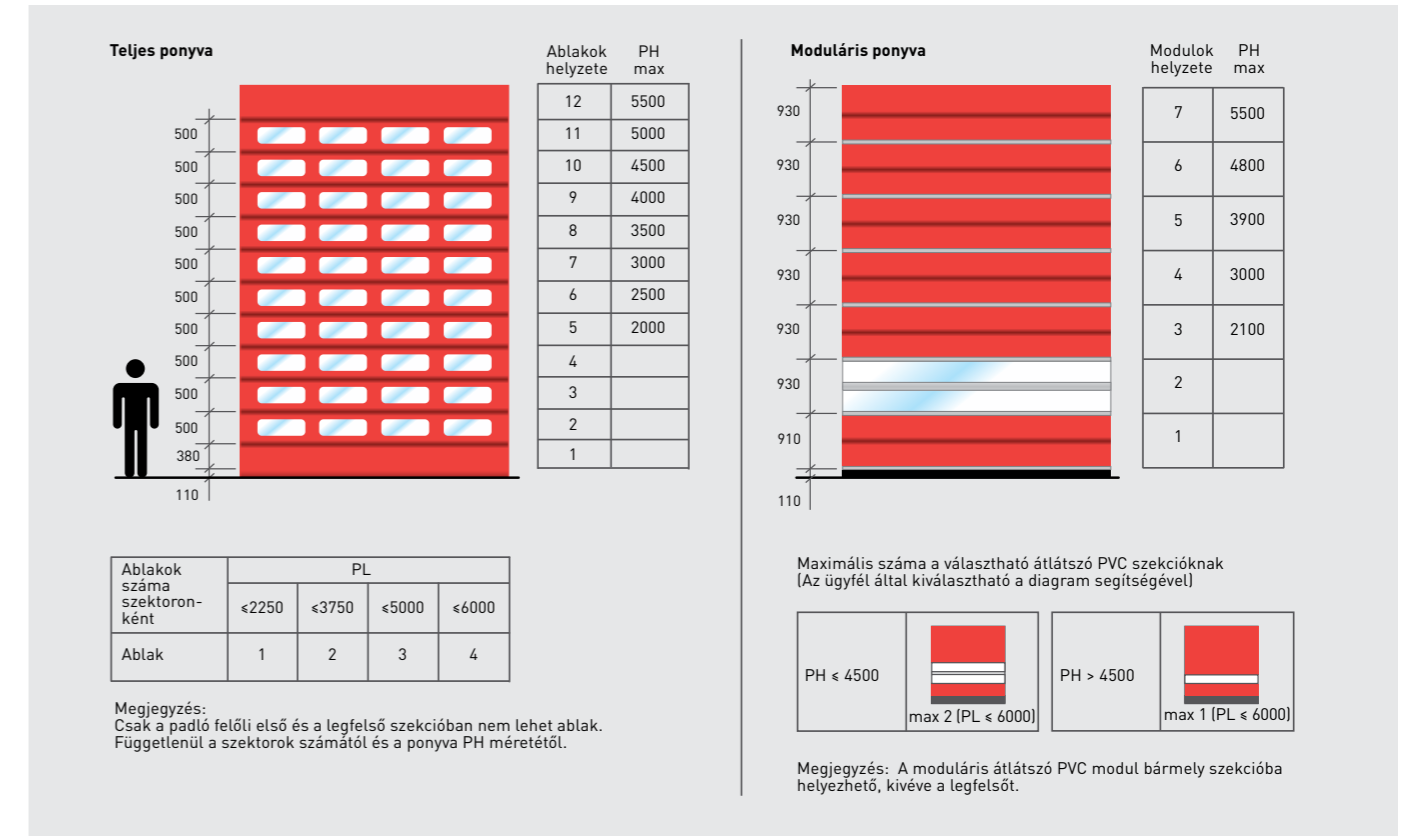 Teljes ponyva
Ablakok helyzete
PH max
12 5500
500 11 5000
500 10 4500
500 9 4000
500 8 3500
500 7 3000
500 6 2500
500 5 2000
500 4
500 3
500 2
380 1
110
Ablakok száma szektoron-ként
PL
≤2250 ≤3750 ≤5000 ≤6000
Ablak 1 2 3 4
Megjegyzés:
Csak a padló felőli első és a legfelső szekcióban nem lehet ablak.
Függetlenül a szektorok számától és a ponyva PH méretétől.
Moduláris ponyva
Modulok helyzete
PH max
930 7 5500
930 6 4800
930 5 3900
930 4 3000
930 3 2100
930 2
910 1
110
Maximális száma a választható átlátszó PVC szekcióknak
(Az ügyfél által kiválasztható a diagram segítségével)
PH ≤ 4500
max 2 (PL ≤ 6000)
PH > 4500
max 1 (PL ≤ 6000)
Megjegyzés: A moduláris átlátszó PVC modul bármely szekcióba
helyezhető, kivéve a legfelsőt.